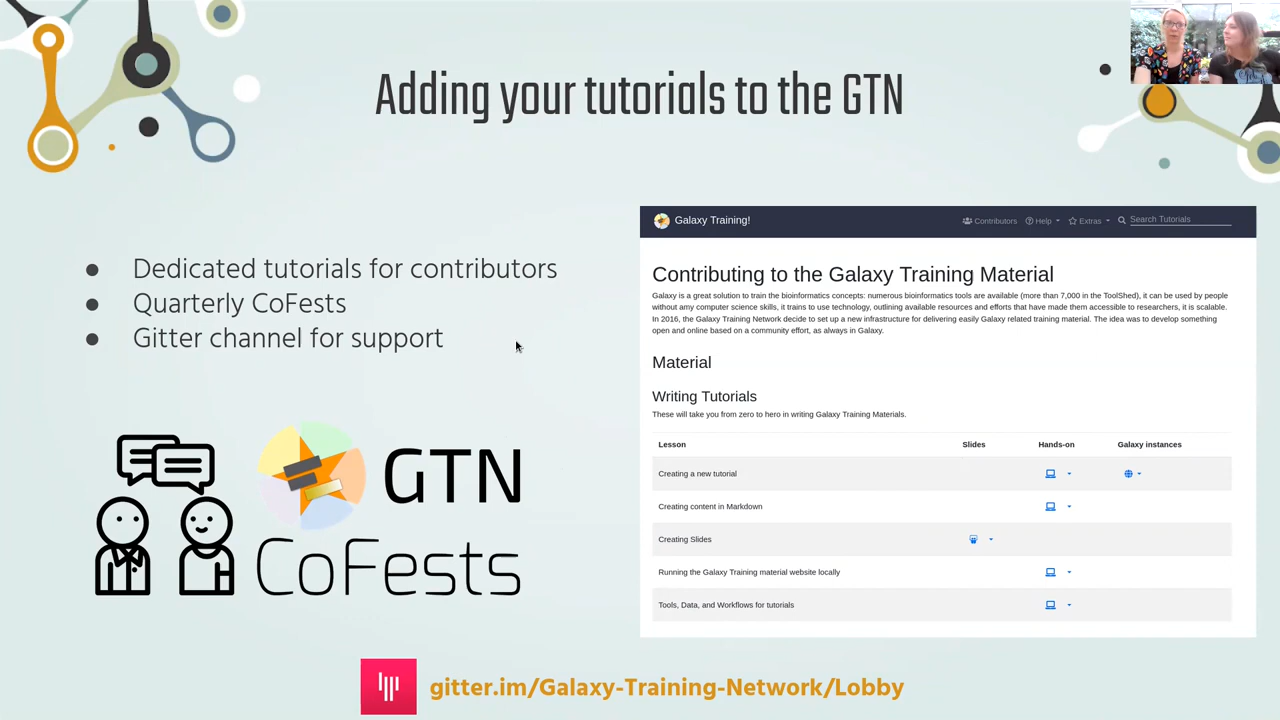 Adding your tutorials to the GTN
● Dedicated tutorials for contributors
● Quarterly CoFests
● Gitter channel for support
GTN
CoFests
Galaxy Training!
Contributors Help Extras Search Tutorials
Contributing to the Galaxy Training Material
Galaxy is a great solution to train the bioinformatics concepts: numerous bioinformatics tools are available (more than 7,000 in the ToolShed), it can be used by people
without amy computer science skills, it trains to use technology, outlining available resources and efforts that have made them accessible to researchers, it is scalable.
In 2016, the Galaxy Training Network decide to set up a new infrastructure for delivering easily Galaxy related training material. The idea was to develop something
open and online based on a community effort, as always in Galaxy.
Material
Writing Tutorials
These will take you from zero to hero in writing Galaxy Training Materials.
Lesson Slides Hands-on Galaxy instances
Creating a new tutorial
Creating content in Markdown
Creating Slides
Running the Galaxy Training material website locally
Tools, Data, and Workflows for tutorials
gitter.im/Galaxy-Training-Network/Lobby